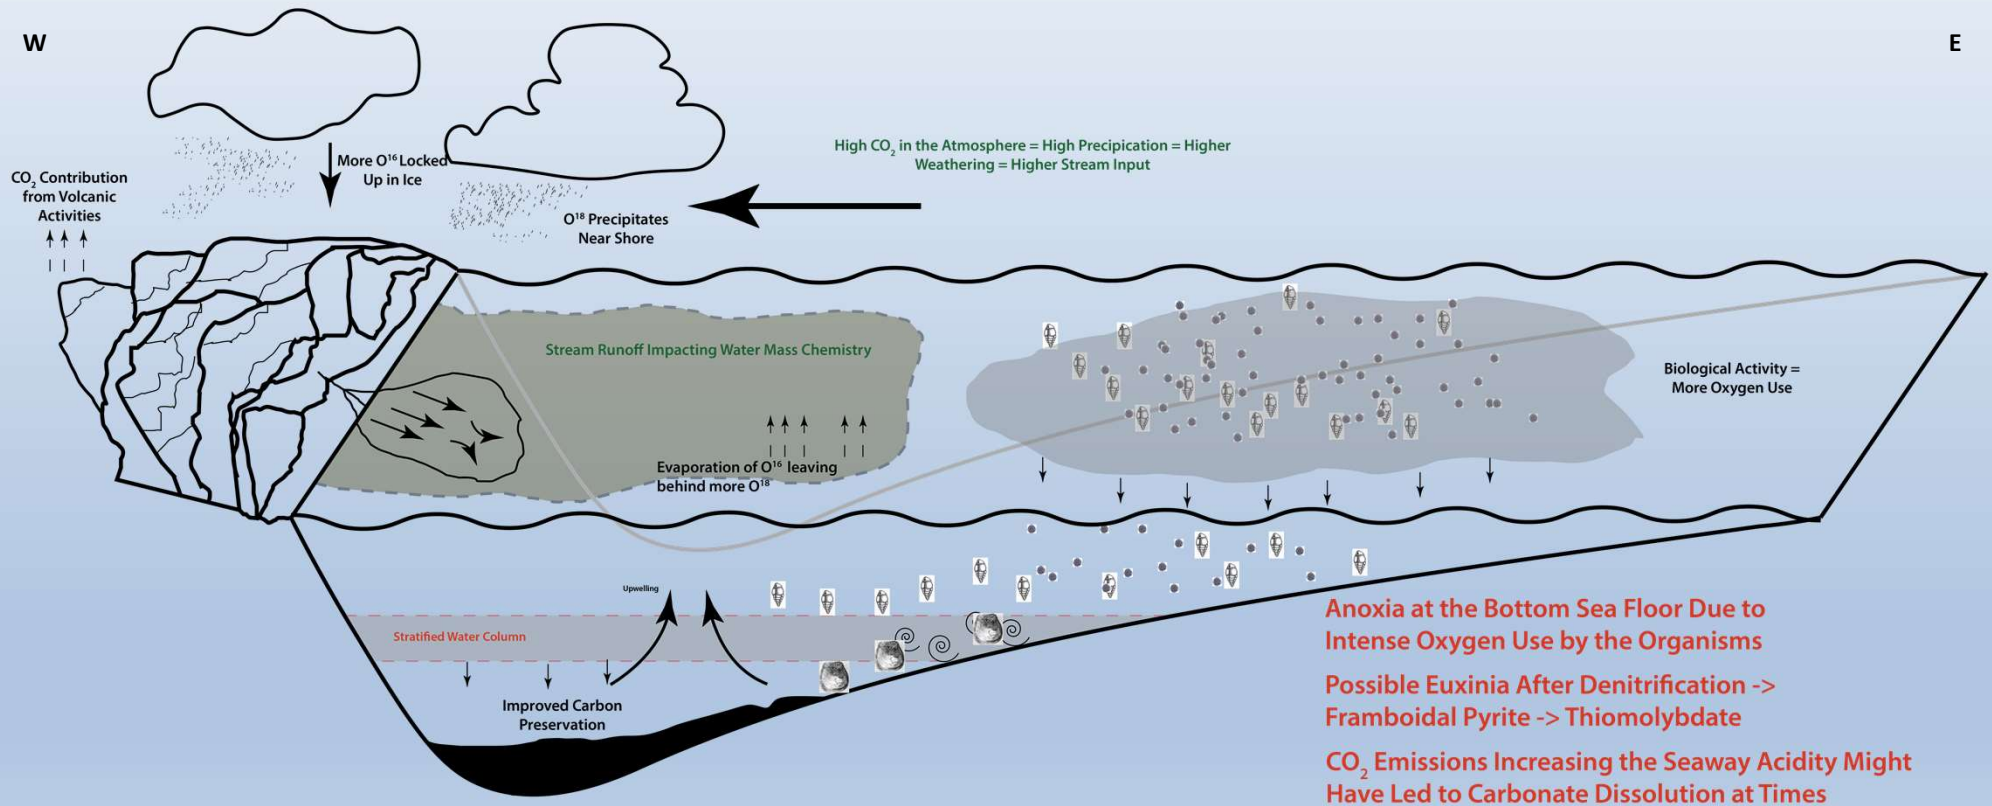 W
E
CO₂ Contribution
from Volcanic
Activities
More O¹⁶ Locked
Up in Ice
O¹⁸ Precipitates
Near Shore
High CO₂ in the Atmosphere = High Precipication = Higher
Weathering = Higher Stream Input
Stream Runoff Impacting Water Mass Chemistry
Evaporation of O¹⁶ leaving
behind more O¹⁸
Biological Activity =
More Oxygen Use
Upwelling
Stratified Water Column
Improved Carbon
Preservation
Anoxia at the Bottom Sea Floor Due to
Intense Oxygen Use by the Organisms
Possible Euxinia After Denitrification ->
Framboidal Pyrite -> Thiomolybdate
CO₂ Emissions Increasing the Seaway Acidity Might
Have Led to Carbonate Dissolution at Times